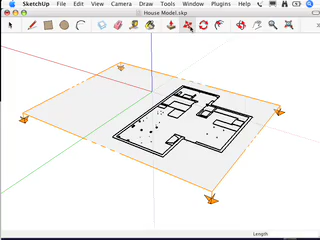 SketchUp File Edit View Camera Draw Tools Window Plugins Help
House Model.skp
Length